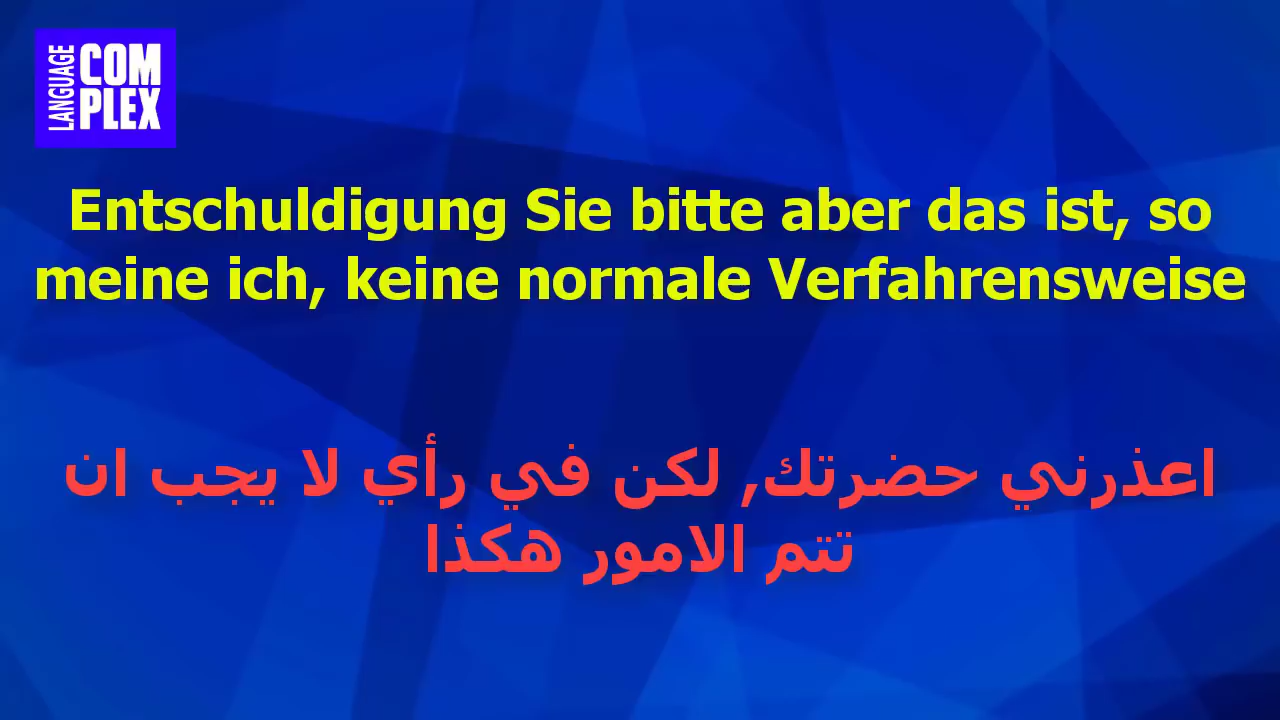 LANGUAGE
COM
PLEX
Entschuldigung Sie bitte aber das ist, so
meine ich, keine normale Verfahrensweise
اعذرني حضرتك, لكن في رأي لا يجب ان
تتم الامور هكذا